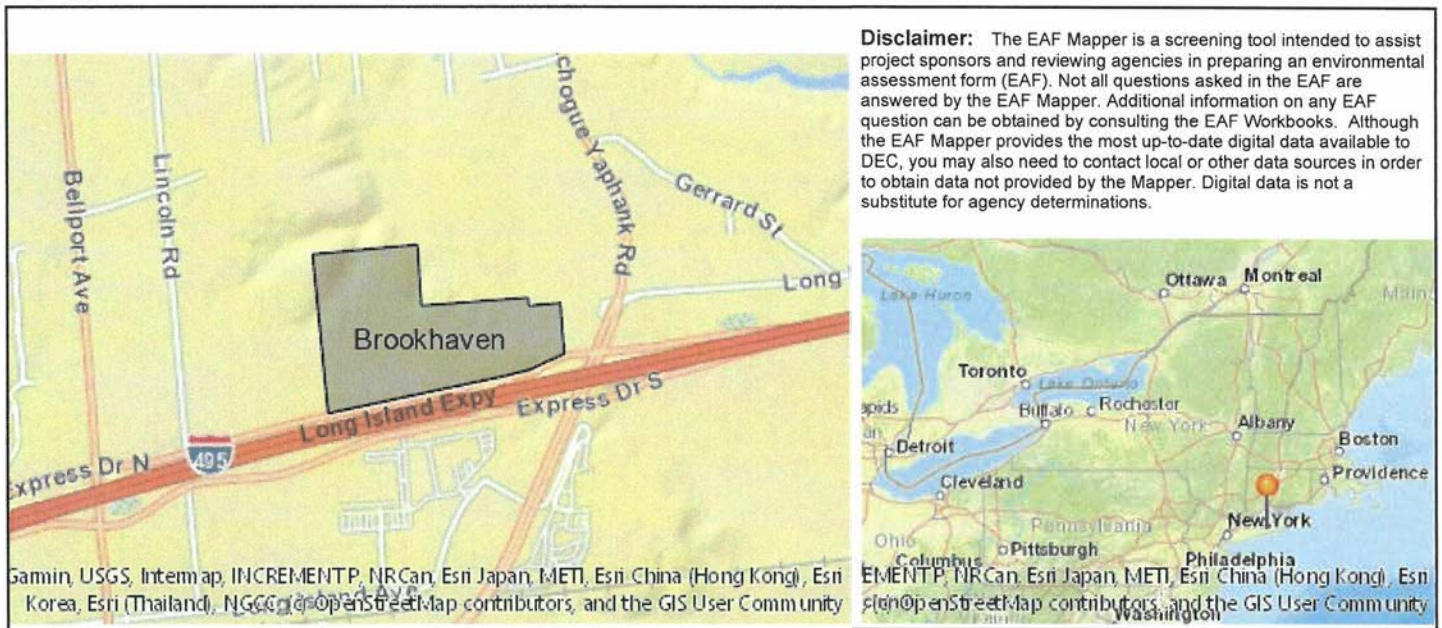 Disclaimer: The EAF Mapper is a screening tool intended to assist
project sponsors and reviewing agencies in preparing an environmental
assessment form (EAF). Not all questions asked in the EAF are
answered by the EAF Mapper. Additional information on any EAF
question can be obtained by consulting the EAF Workbooks. Although
the EAF Mapper provides the most up-to-date digital data available to
DEC, you may also need to contact local or other data sources in order
to obtain data not provided by the Mapper. Digital data is not a
substitute for agency determinations.
chogue Yaphank Rd
Bellport Ave
Lincoln Rd
Gerrard St
Long
Brookhaven
Long Island Expy
Express Dr S
495
Express Dr N
Garmin, USGS, Intermap, INCREMENT P, NRCan, Esri Japan, METI, Esri China (Hong Kong), Esri
Korea, Esri (Thailand), NGCC, (c) OpenStreetMap contributors, and the GIS User Community
Ottawa
Montreal
Lake Huron
Main
Toronto
Lake Ontario
Buffalo
Rochester
New York
Albany
apids
an
Detroit
Boston
Providence
Cleveland
Pennsylvania
New York
Ohio
Columbus
Pittsburgh
Philadelphia
EMENT P, NRCan, Esri Japan, METI, Esri China (Hong Kong), Esri
OpenStreetMap contributors, and the GIS User Community
Washington